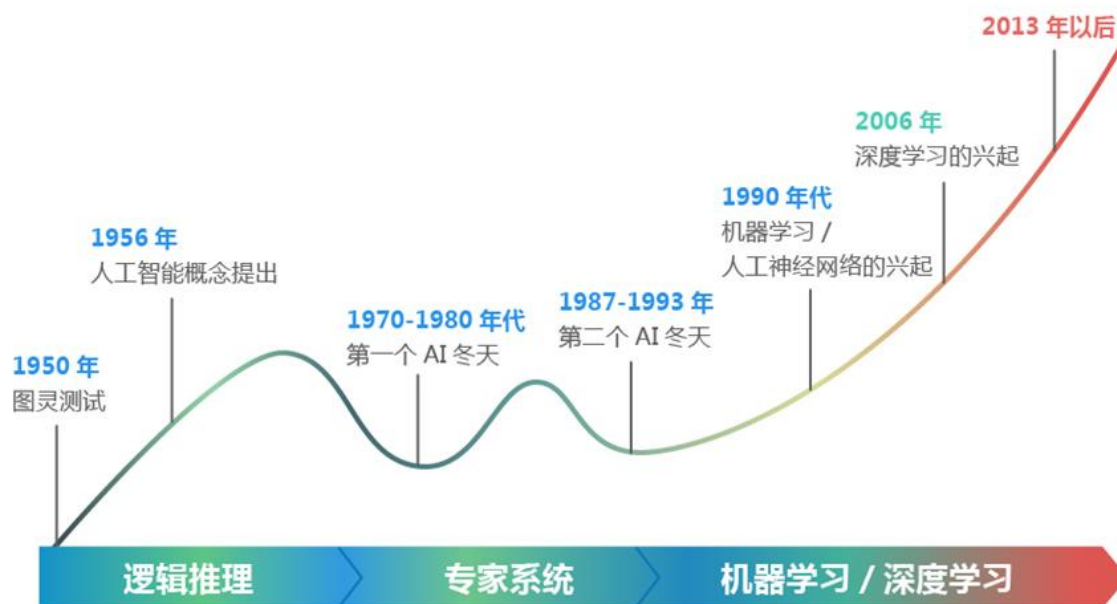 1950 年
图灵测试
1956 年
人工智能概念提出
1970-1980 年代
第一个 AI 冬天
1987-1993 年
第二个 AI 冬天
1990 年代
机器学习 /
人工神经网络的兴起
2006 年
深度学习的兴起
2013 年以后
逻辑推理
专家系统
机器学习 / 深度学习